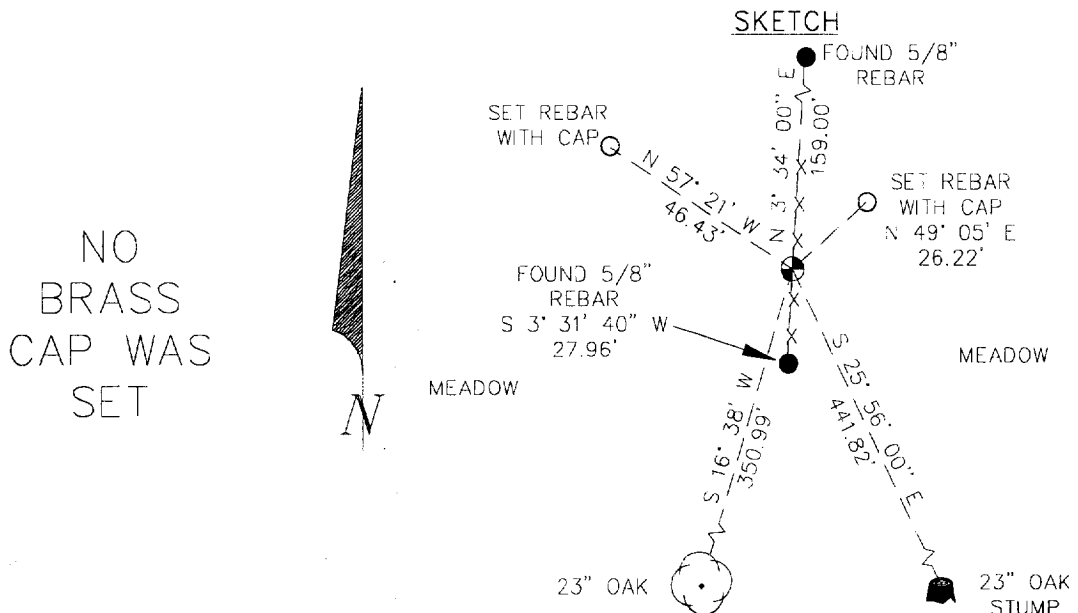 SKETCH
FOUND 5/8"
REBAR
SET REBAR
WITH CAP
N 3° 34' 00" E
159.00'
N 57° 21' W
46.43'
SET REBAR
WITH CAP
N 49° 05' E
26.22'
NO
BRASS
CAP WAS
SET
FOUND 5/8"
REBAR
S 3° 31' 40" W
27.96'
MEADOW
MEADOW
N
S 16° 38' W
350.99'
S 25° 56' 00" E
441.82'
23" OAK
23" OAK
STUMP